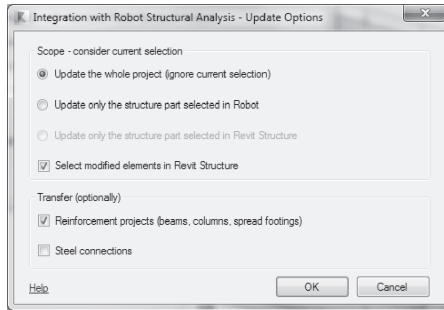 Integration with Robot Structural Analysis - Update Options
Scope - consider current selection
Update the whole project (ignore current selection)
Update only the structure part selected in Robot
Update only the structure part selected in Revit Structure
Select modified elements in Revit Structure
Transfer (optionally)
Reinforcement projects (beams, columns, spread footings)
Steel connections
Help
OK
Cancel